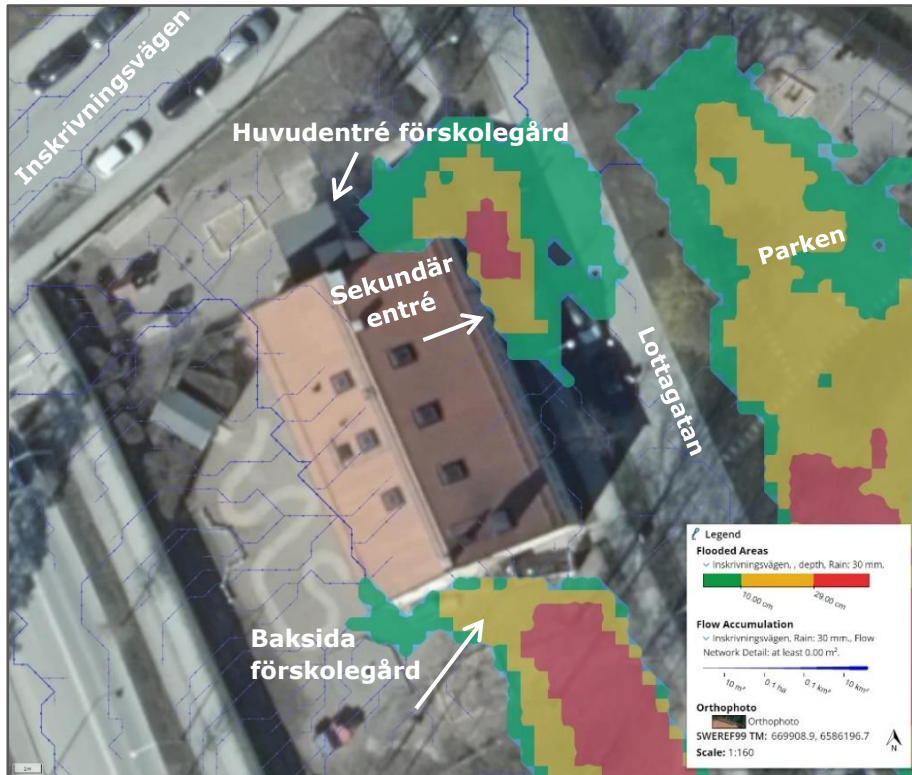 Inskrivningsvägen
Huvudentré förskolegård
Sekundär
entré
Parken
Lottagatan
Baksida
förskolegård
Legend
Flooded Areas
Inskrivningsvägen, , depth, Rain: 30 mm.
10.00 cm
29.00 cm
Flow Accumulation
Inskrivningsvägen, Rain: 30 mm., Flow
Network Detail: at least 0.00 m².
10 m²
0.1 ha
0.1 km²
10 km²
Orthophoto
Orthophoto
SWEREF99 TM: 669908.9, 6586196.7
Scale: 1:160
N